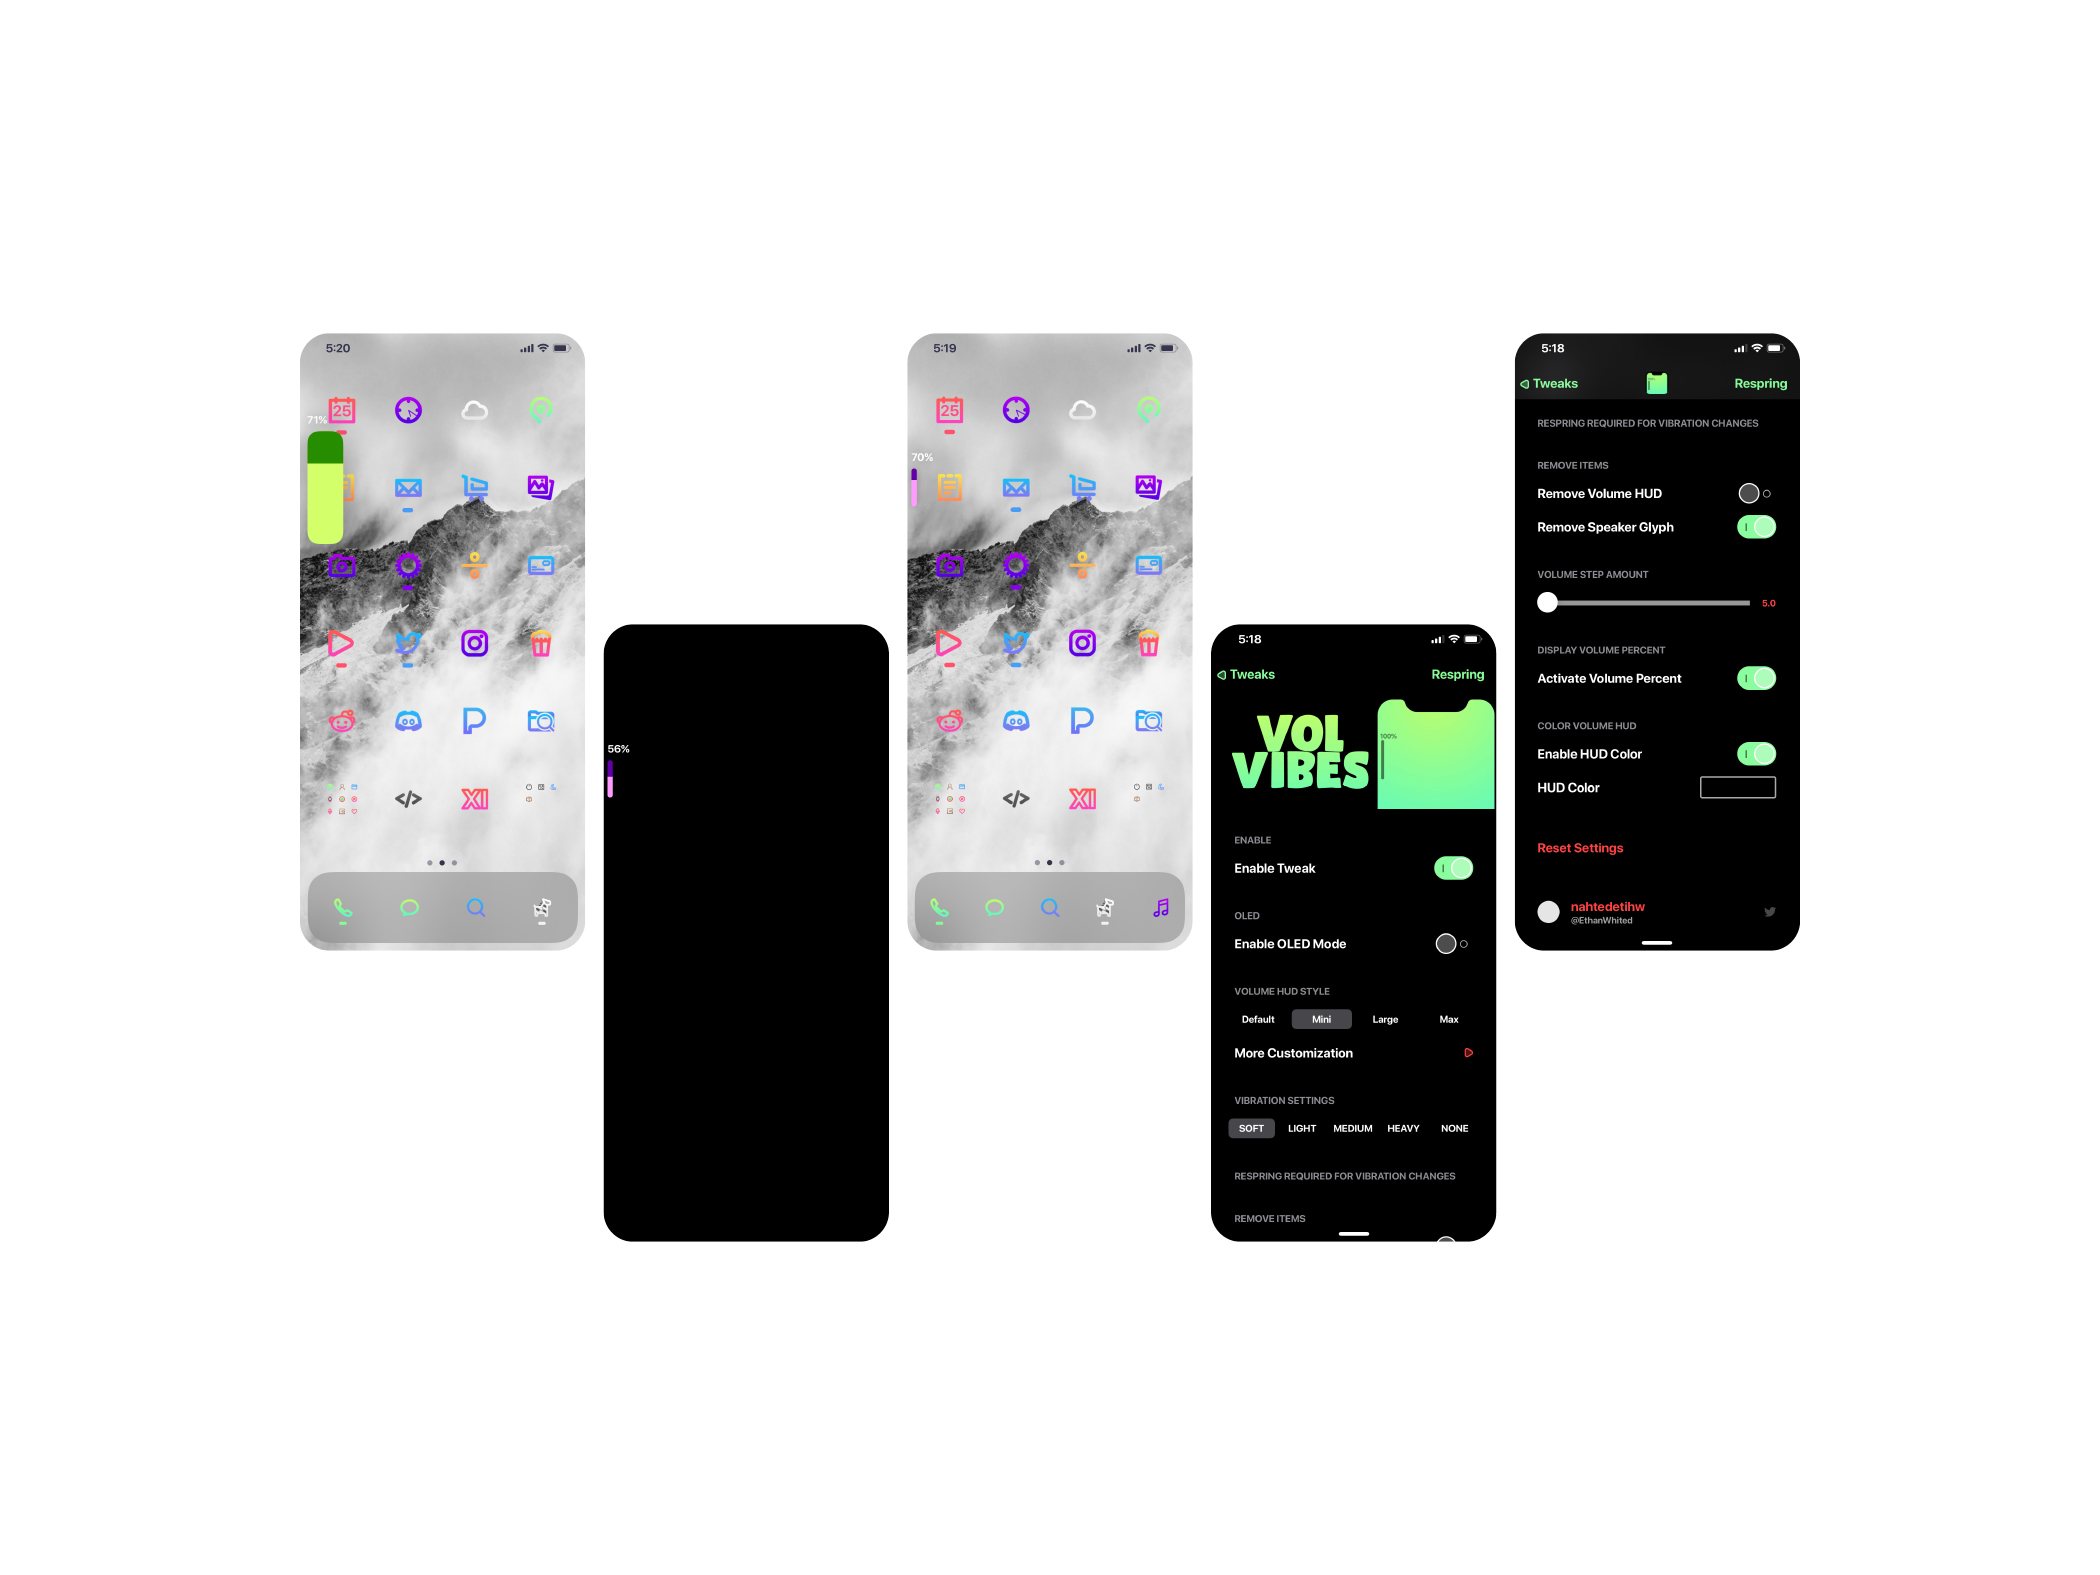 5:20
25
71%
</>
XI
56%
5:19
25
70%
</>
XI
5:18
Tweaks
Respring
VOL
VIBES
100%
ENABLE
Enable Tweak
OLED
Enable OLED Mode
VOLUME HUD STYLE
Default Mini Large Max
More Customization
VIBRATION SETTINGS
SOFT LIGHT MEDIUM HEAVY NONE
RESPRING REQUIRED FOR VIBRATION CHANGES
REMOVE ITEMS
5:18
Tweaks
Respring
RESPRING REQUIRED FOR VIBRATION CHANGES
REMOVE ITEMS
Remove Volume HUD
Remove Speaker Glyph
VOLUME STEP AMOUNT
5.0
DISPLAY VOLUME PERCENT
Activate Volume Percent
COLOR VOLUME HUD
Enable HUD Color
HUD Color
Reset Settings
nahtedetihw
@EthanWhited